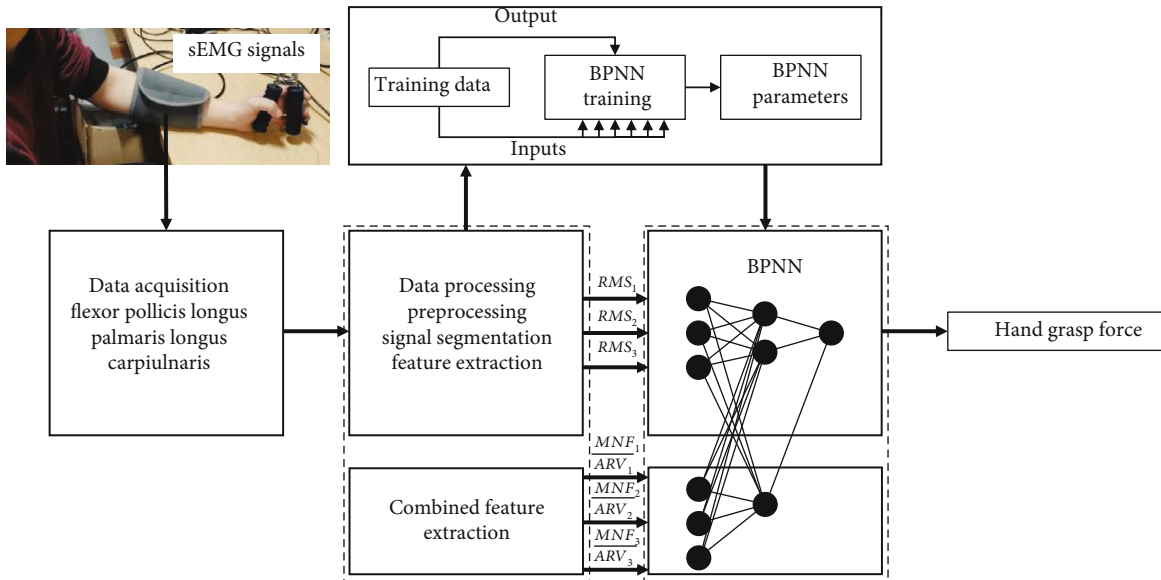 sEMG signals
Output
Training data
BPNN
training
BPNN
parameters
Inputs
Data acquisition
flexor pollicis longus
palmaris longus
carpiulnaris
Data processing
preprocessing
signal segmentation
feature extraction
RMS₁
RMS₂
RMS₃
BPNN
Hand grasp force
Combined feature
extraction
MNF₁
ARV₁
MNF₂
ARV₂
MNF₃
ARV₃